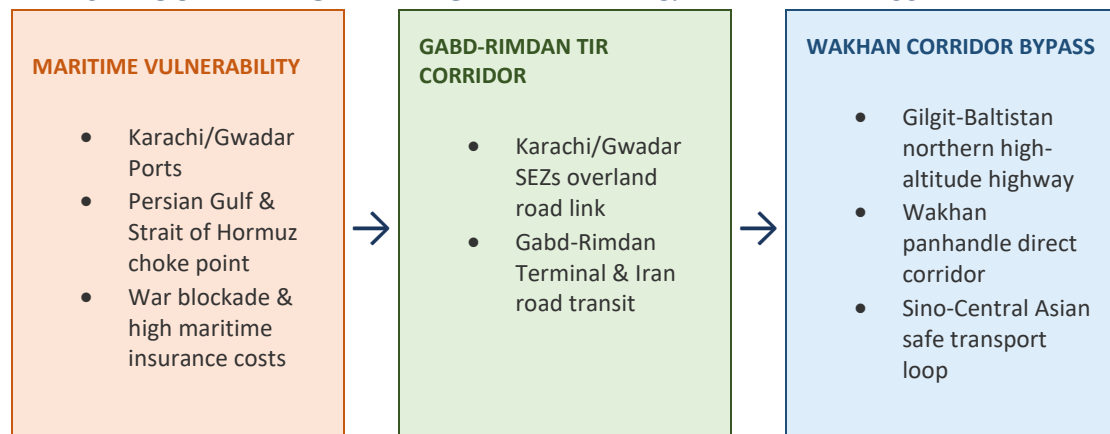 MARITIME VULNERABILITY
• Karachi/Gwadar
Ports
• Persian Gulf &
Strait of Hormuz
choke point
• War blockade &
high maritime
insurance costs
GABD-RIMDAN TIR
CORRIDOR
• Karachi/Gwadar
SEZs overland
road link
• Gabd-Rimdan
Terminal & Iran
road transit
WAKHAN CORRIDOR BYPASS
• Gilgit-Baltistan
northern high-
altitude highway
• Wakhan
panhandle direct
corridor
• Sino-Central Asian
safe transport
loop